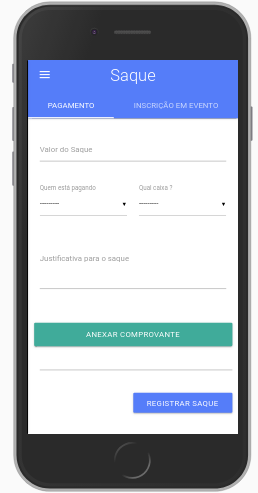 Saque
PAGAMENTO INSCRIÇÃO EM EVENTO
Valor do Saque
Quem está pagando Qual caixa ?
--------- ---------
Justificativa para o saque
ANEXAR COMPROVANTE
REGISTRAR SAQUE